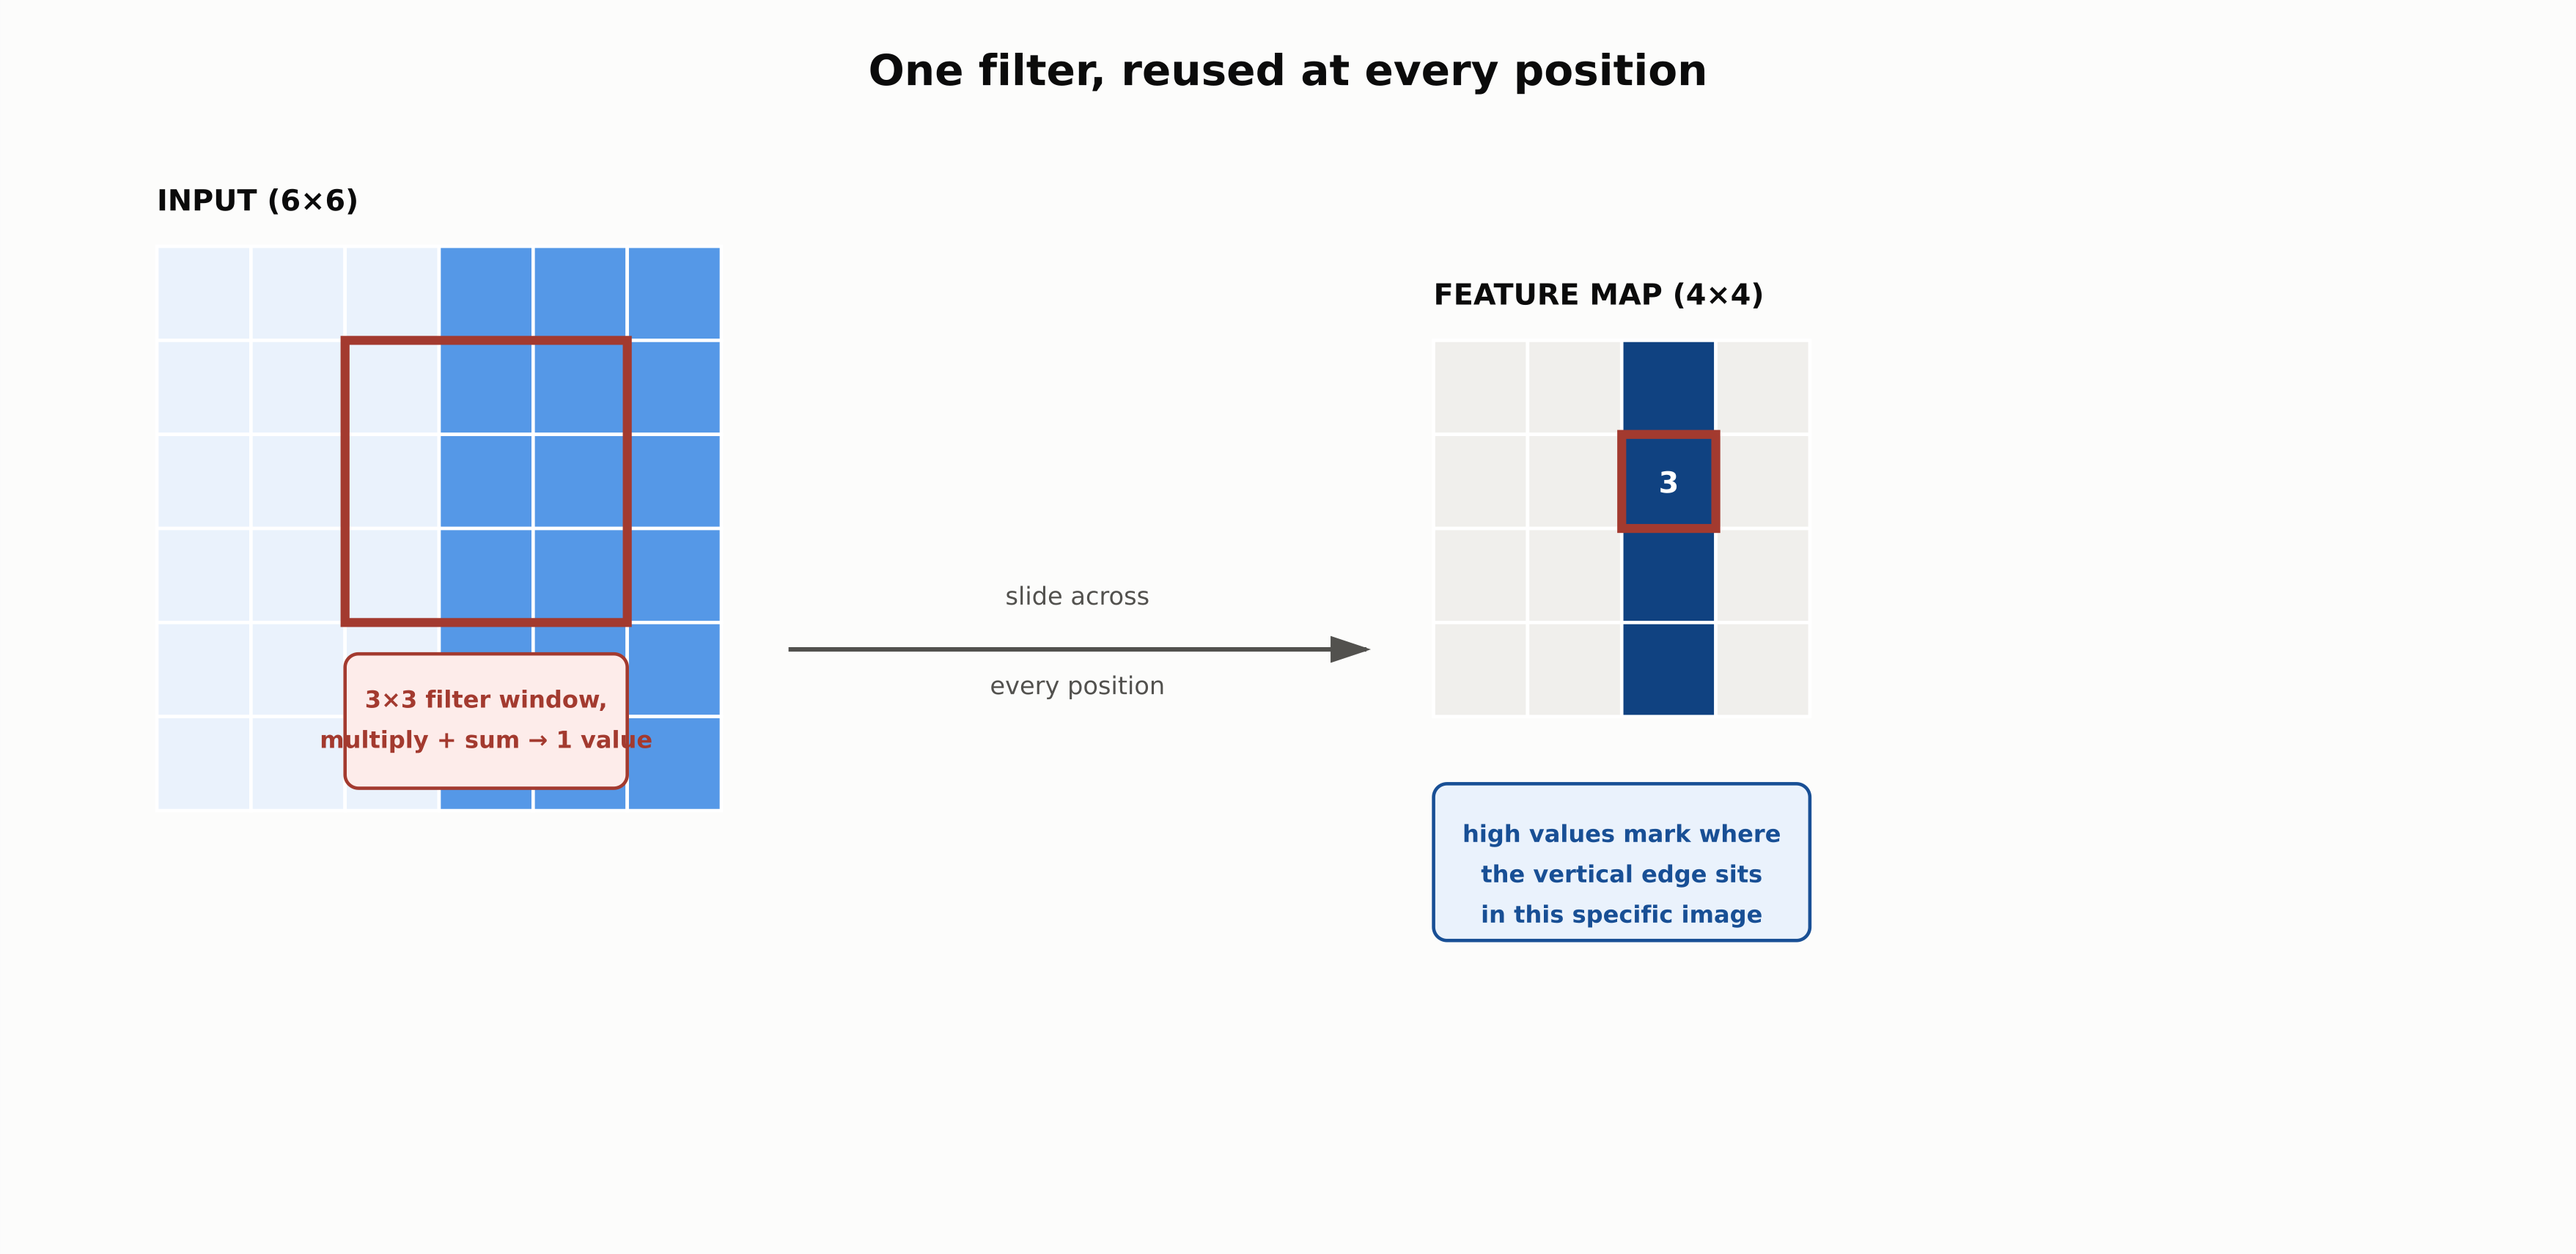 One filter, reused at every position
INPUT (6×6)
3×3 filter window,
multiply + sum → 1 value
slide across
every position
FEATURE MAP (4×4)
3
high values mark where
the vertical edge sits
in this specific image